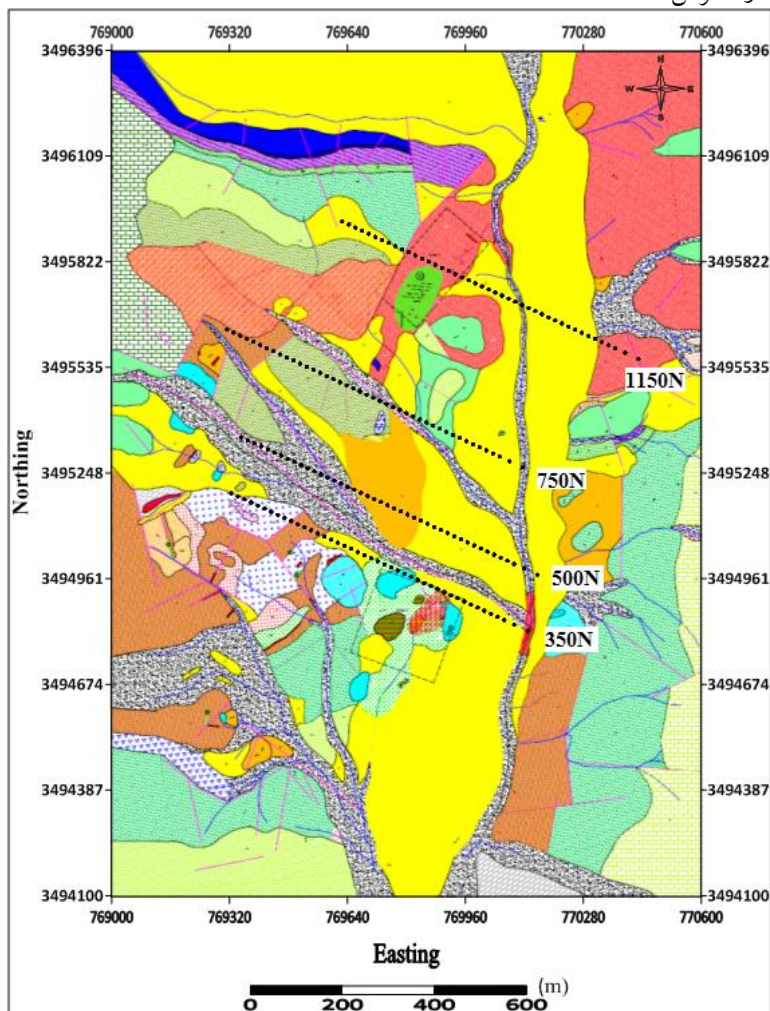 769000 769320 769640 769960 770280 770600
3496396 3496396
N
W E
S
3496109 3496109
3495822 3495822
3495535 3495535
1150N
3495248 3495248
750N
Northing
3494961 3494961
500N
350N
3494674 3494674
3494387 3494387
3494100 3494100
769000 769320 769640 769960 770280 770600
Easting
(m)
0 200 400 600